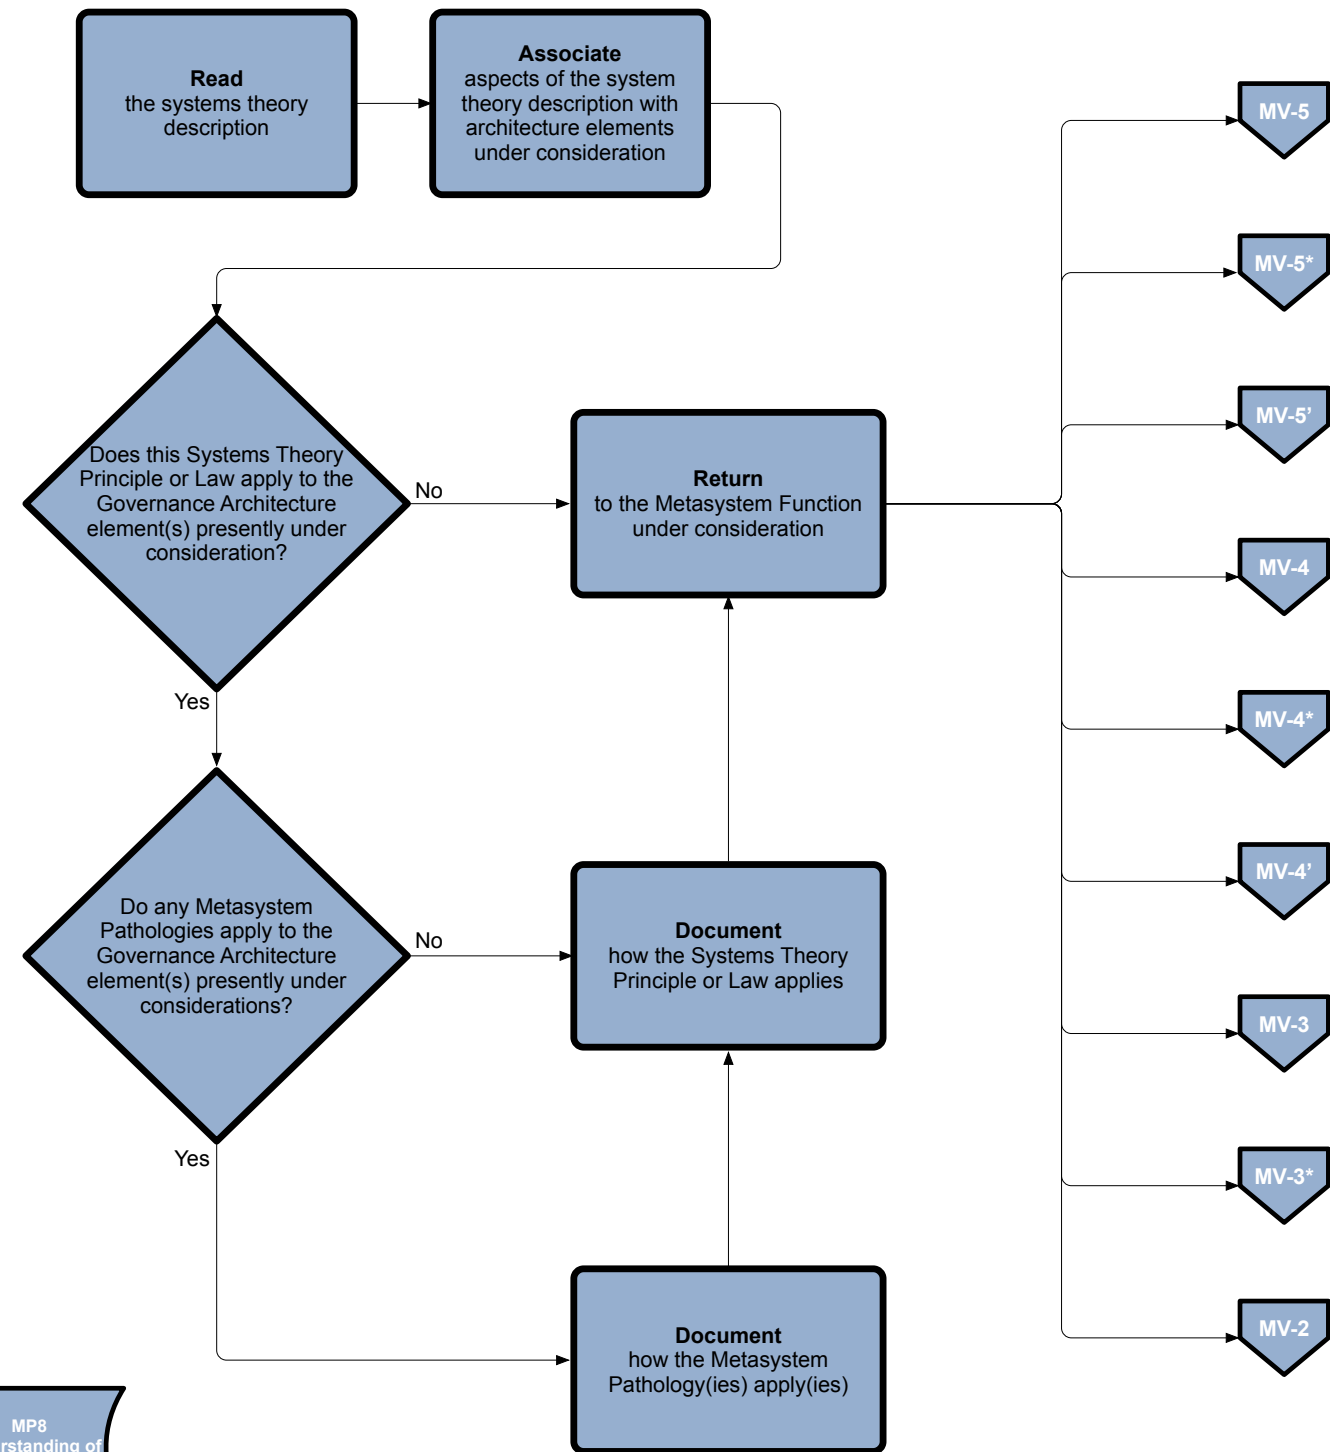 Read
the systems theory
description
Associate
aspects of the system
theory description with
architecture elements
under consideration
MV-5
MV-5*
Does this Systems Theory
Principle or Law apply to the
Governance Architecture
element(s) presently under
consideration?
No
Yes
Return
to the Metasystem Function
under consideration
MV-5’
MV-4
MV-4*
Do any Metasystem
Pathologies apply to the
Governance Architecture
element(s) presently under
considerations?
No
Yes
Document
how the Systems Theory
Principle or Law applies
MV-4’
MV-3
MV-3*
Document
how the Metasystem
Pathology(ies) apply(ies)
MV-2
MP8
of